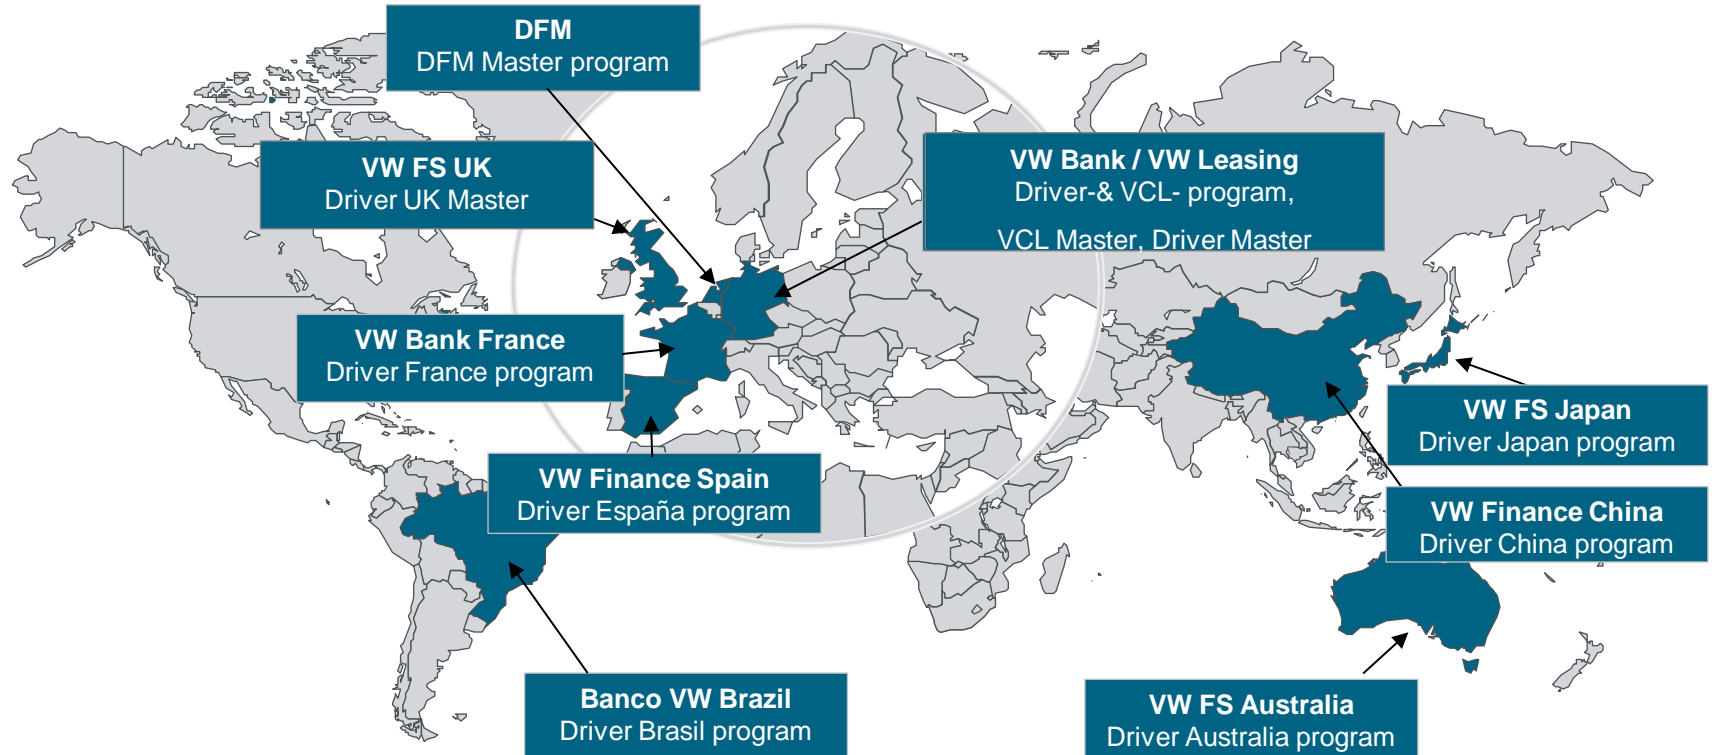 DFM
DFM Master program
VW FS UK
Driver UK Master
VW Bank / VW Leasing
Driver-& VCL- program,
VCL Master, Driver Master
VW Bank France
Driver France program
VW Finance Spain
Driver España program
VW FS Japan
Driver Japan program
VW Finance China
Driver China program
Banco VW Brazil
Driver Brasil program
VW FS Australia
Driver Australia program